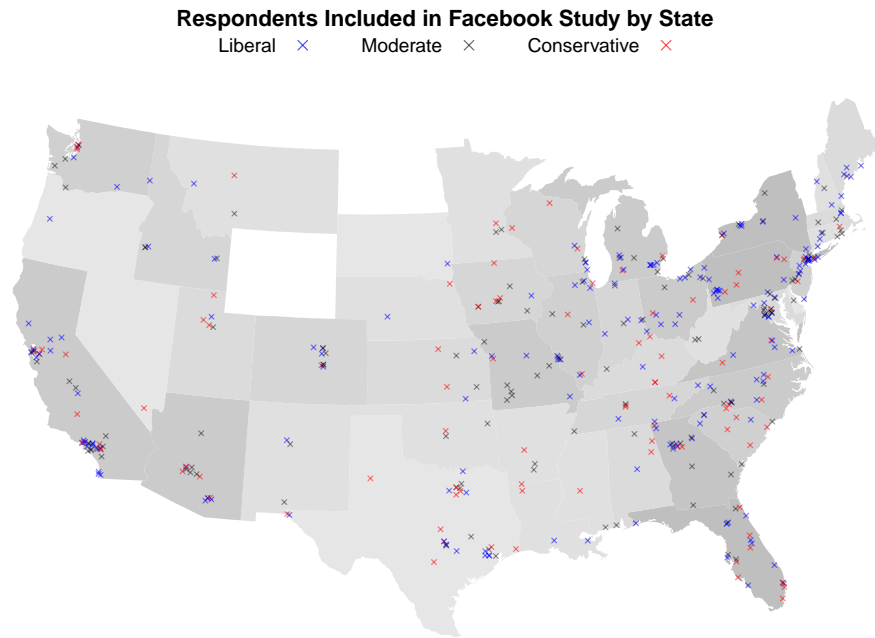 Respondents Included in Facebook Study by State
Liberal × Moderate × Conservative ×